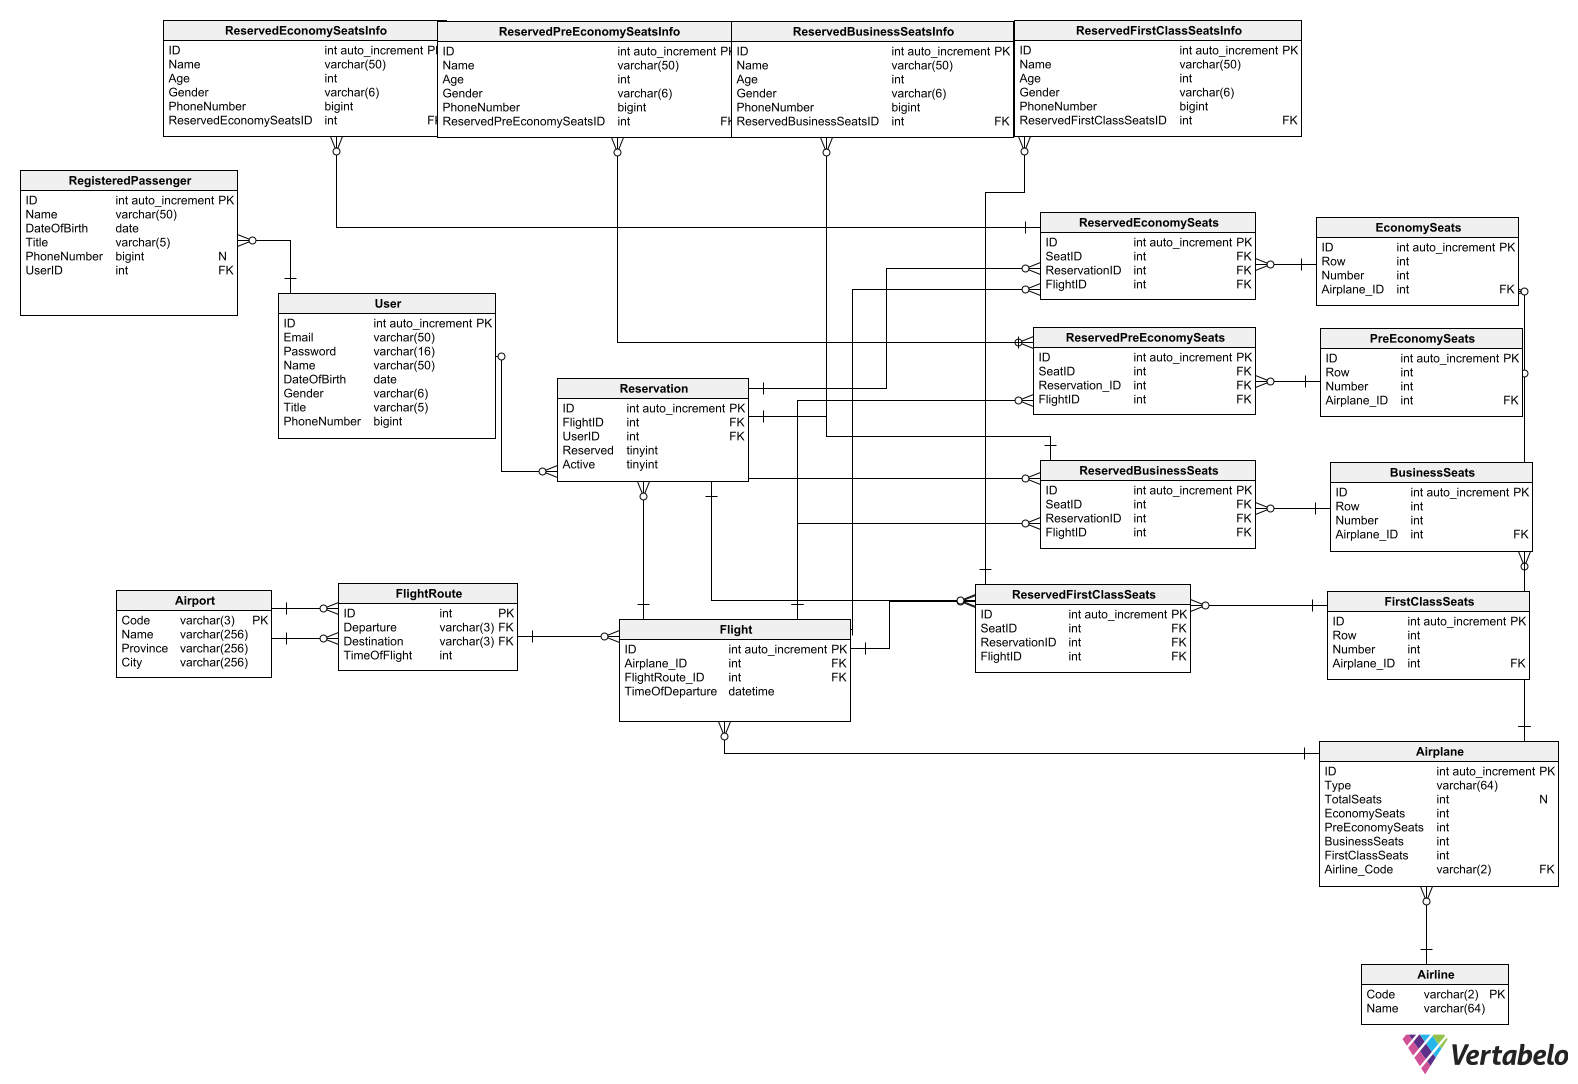 ReservedEconomySeatsInfo
ID int auto_increment PK
Name varchar(50)
Age int
Gender varchar(6)
PhoneNumber bigint
ReservedEconomySeatsID int FK
ReservedPreEconomySeatsInfo
ID int auto_increment PK
Name varchar(50)
Age int
Gender varchar(6)
PhoneNumber bigint
ReservedPreEconomySeatsID int FK
ReservedBusinessSeatsInfo
ID int auto_increment PK
Name varchar(50)
Age int
Gender varchar(6)
PhoneNumber bigint
ReservedBusinessSeatsID int FK
ReservedFirstClassSeatsInfo
ID int auto_increment PK
Name varchar(50)
Age int
Gender varchar(6)
PhoneNumber bigint
ReservedFirstClassSeatsID int FK
RegisteredPassenger
ID int auto_increment PK
Name varchar(50)
DateOfBirth date
Title varchar(5)
PhoneNumber bigint N
UserID int FK
User
ID int auto_increment PK
Email varchar(50)
Password varchar(16)
Name varchar(50)
DateOfBirth date
Gender varchar(6)
Title varchar(5)
PhoneNumber bigint
Reservation
ID int auto_increment PK
FlightID int FK
UserID int FK
Reserved tinyint
Active tinyint
ReservedEconomySeats
ID int auto_increment PK
SeatID int FK
ReservationID int FK
FlightID int FK
EconomySeats
ID int auto_increment PK
Row int
Number int
Airplane_ID int FK
ReservedPreEconomySeats
ID int auto_increment PK
SeatID int FK
Reservation_ID int FK
FlightID int FK
PreEconomySeats
ID int auto_increment PK
Row int
Number int
Airplane_ID int FK
ReservedBusinessSeats
ID int auto_increment PK
SeatID int FK
ReservationID int FK
FlightID int FK
BusinessSeats
ID int auto_increment PK
Row int
Number int
Airplane_ID int FK
Airport
Code varchar(3) PK
Name varchar(256)
Province varchar(256)
City varchar(256)
FlightRoute
ID int PK
Departure varchar(3) FK
Destination varchar(3) FK
TimeOfFlight int
Flight
ID int auto_increment PK
Airplane_ID int FK
FlightRoute_ID int FK
TimeOfDeparture datetime
ReservedFirstClassSeats
ID int auto_increment PK
SeatID int FK
ReservationID int FK
FlightID int FK
FirstClassSeats
ID int auto_increment PK
Row int
Number int
Airplane_ID int FK
Airplane
ID int auto_increment PK
Type varchar(64)
TotalSeats int N
EconomySeats int
PreEconomySeats int
BusinessSeats int
FirstClassSeats int
Airline_Code varchar(2) FK
Airline
Code varchar(2) PK
Name varchar(64)
Vertabelo